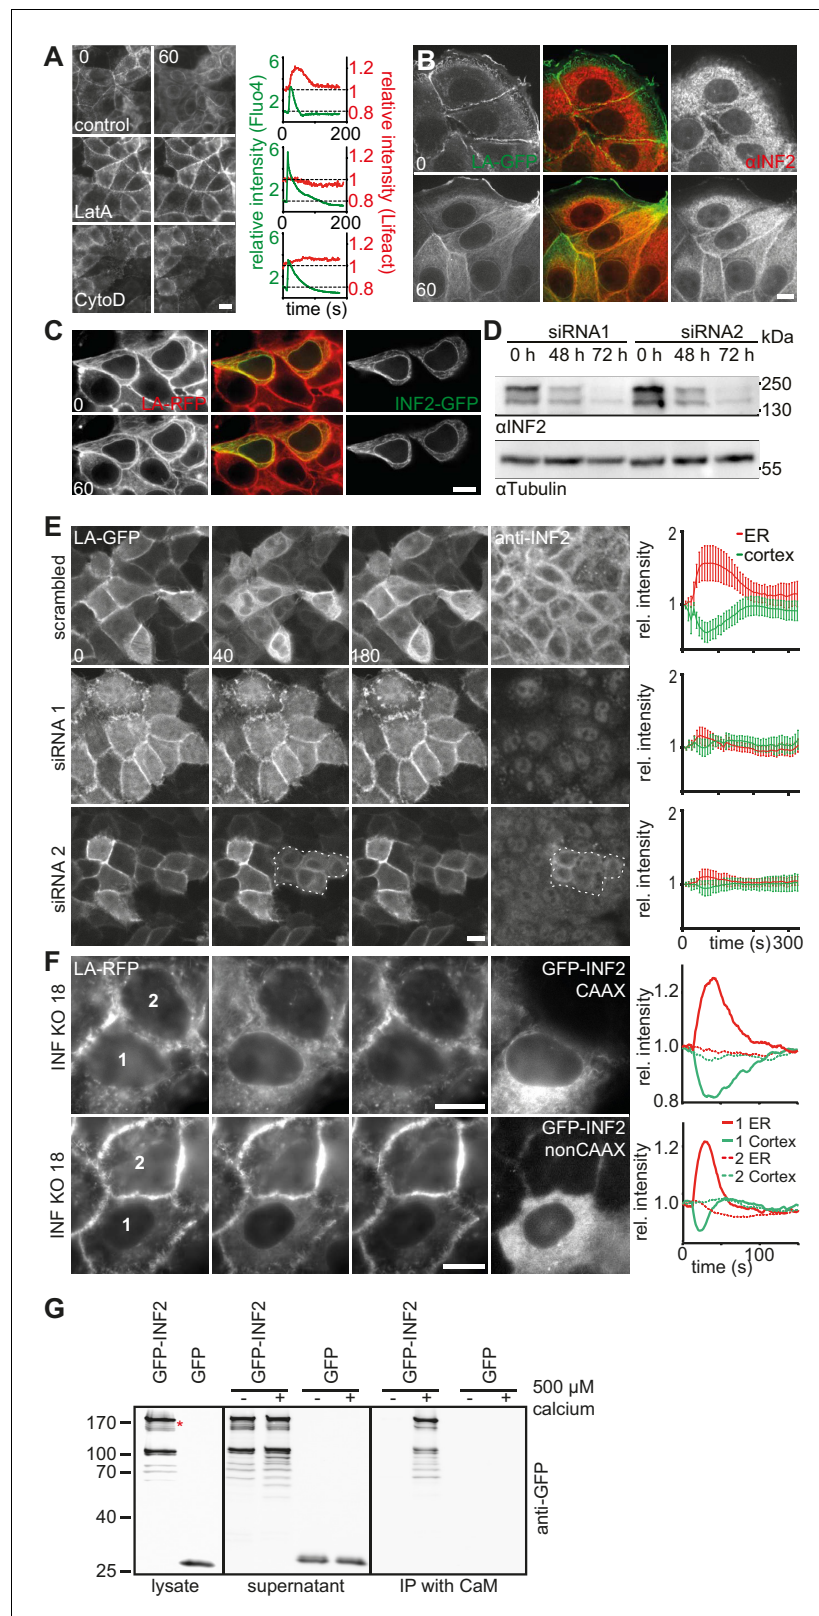 A
0
60
control
LatA
CytoD
relative intensity (Fluo4)
relative intensity (Lifeact)
6
2
1.2
1
0.8
0
200
6
2
1.2
1
0.8
0
200
6
2
1.2
1
0.8
0
200
time (s)
B
0
LA-GFP
αINF2
60
C
0
LA-RFP
INF2-GFP
60
D
siRNA1 siRNA2 kDa
0 h 48 h 72 h 0 h 48 h 72 h
250
130
αINF2
55
αTubulin
E
scrambled
LA-GFP
anti-INF2
0
40
180
siRNA 1
siRNA 2
2
1
rel. intensity
ER
cortex
2
1
rel. intensity
2
1
rel. intensity
0 time (s) 300
F
INF KO 18
LA-RFP
2
1
GFP-INF2
CAAX
1.2
1.0
0.8
rel. intensity
INF KO 18
2
1
GFP-INF2
nonCAAX
1.2
1.0
rel. intensity
1 ER
1 Cortex
2 ER
2 Cortex
0 100
time (s)
G
GFP-INF2
GFP
GFP-INF2
GFP
GFP-INF2
GFP
- + - + - + - +
500 µM
calcium
170
*
100
70
40
25
anti-GFP
lysate supernatant IP with CaM